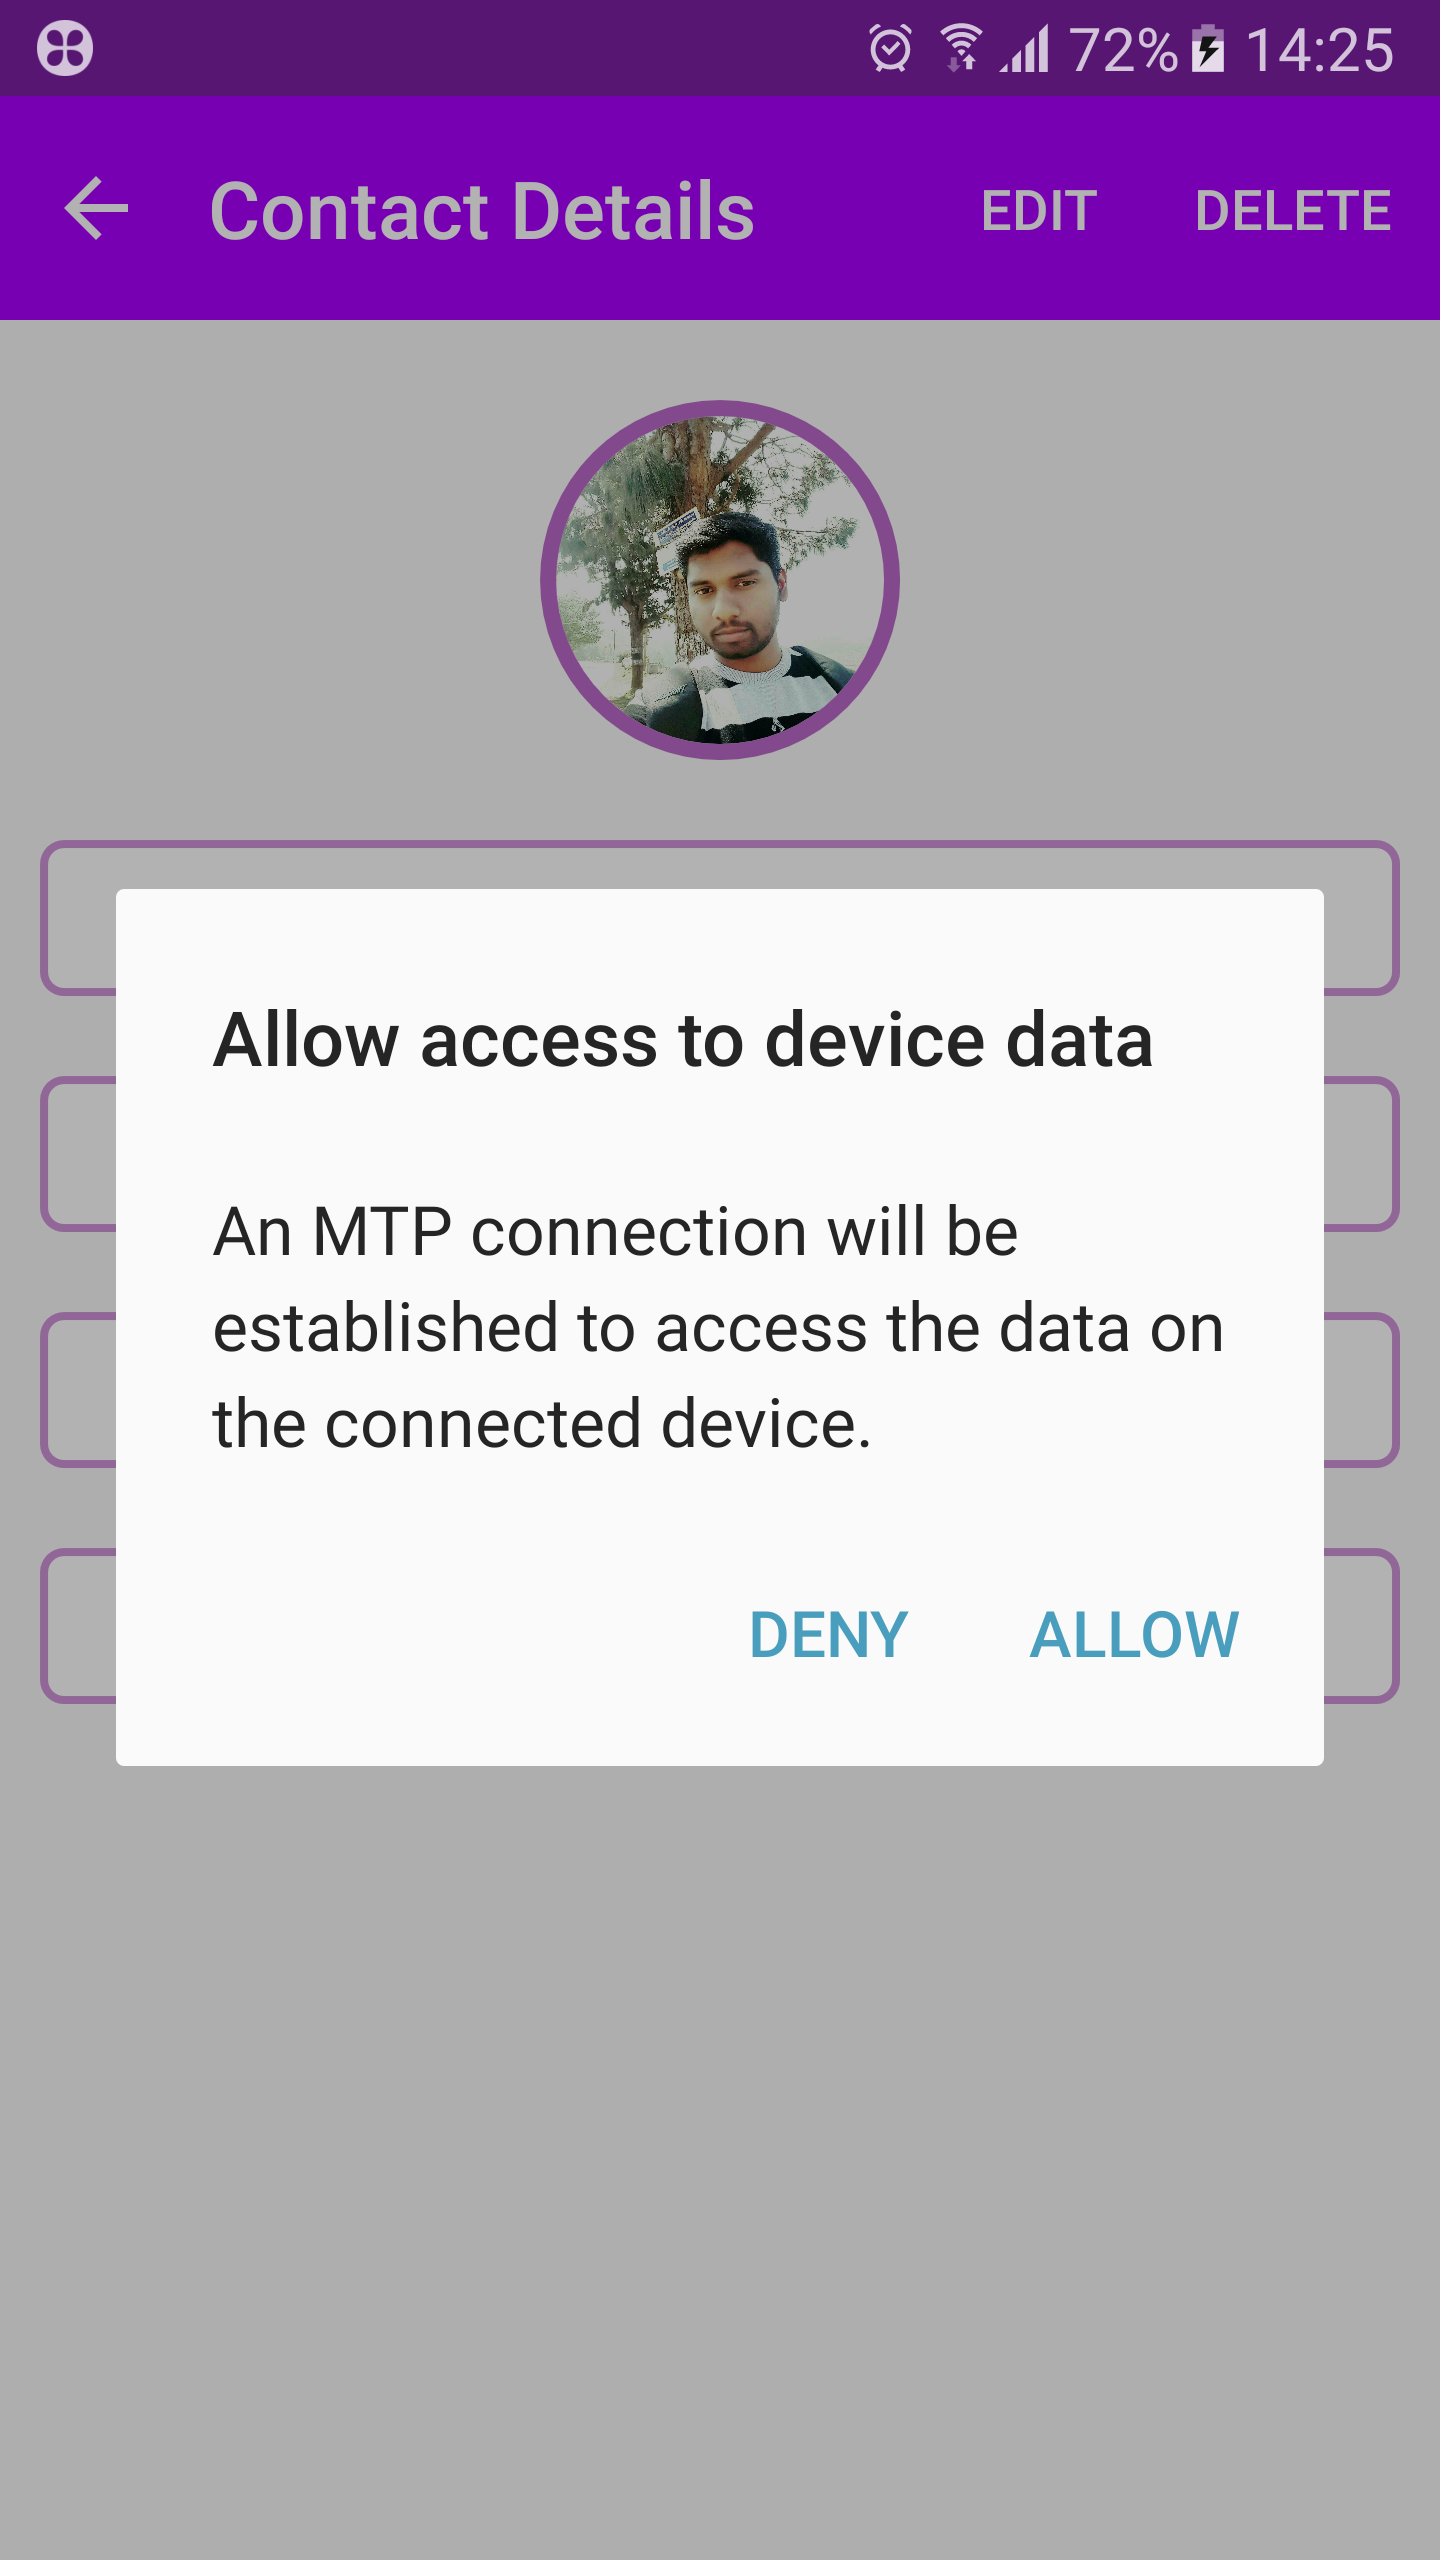 72% 14:25
Contact Details EDIT DELETE
Allow access to device data
An MTP connection will be
established to access the data on
the connected device.
DENY ALLOW